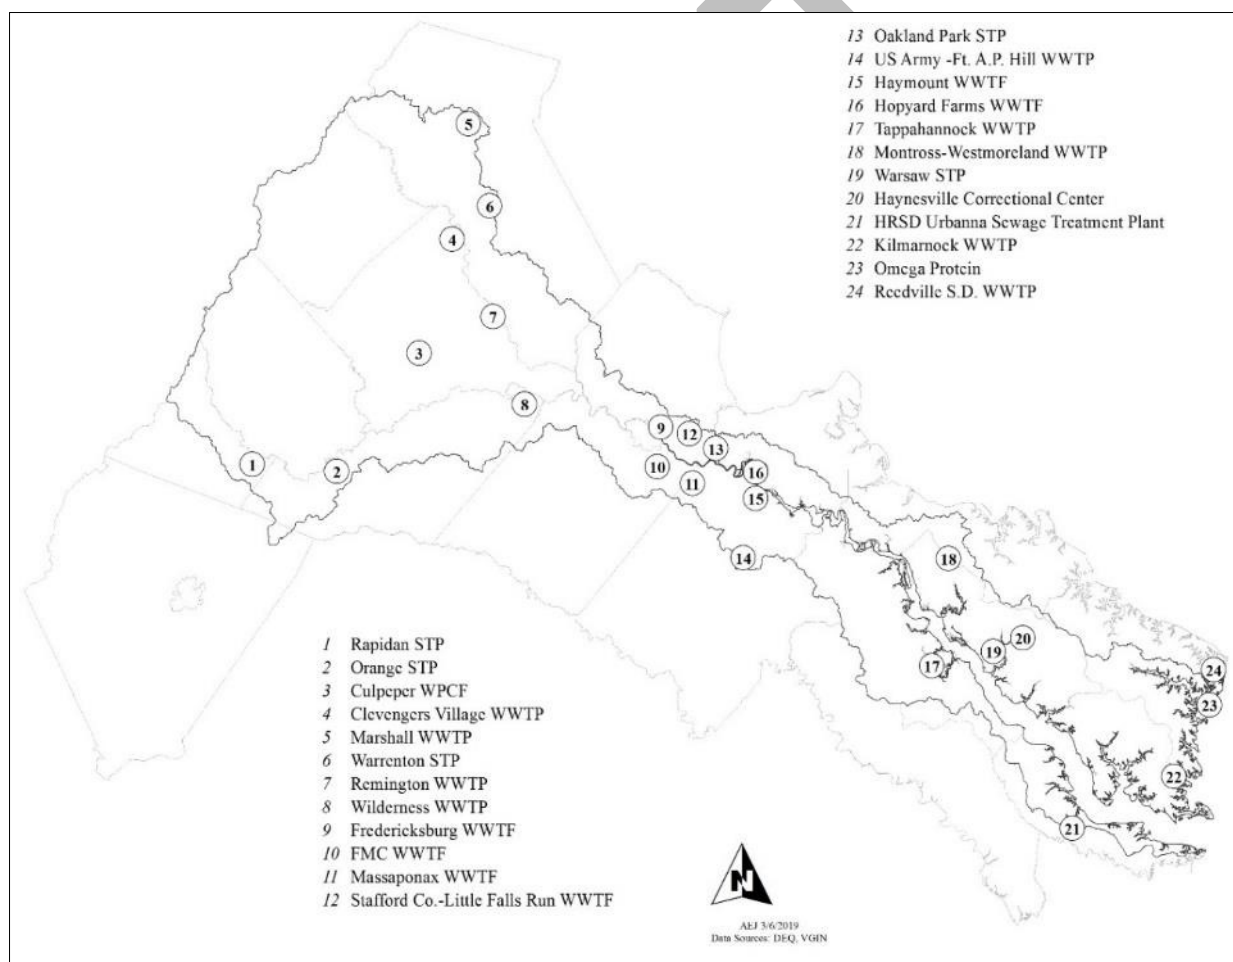 13 Oakland Park STP
14 US Army -Ft. A.P. Hill WWTP
15 Haymount WWTF
16 Hopyard Farms WWTF
17 Tappahannock WWTP
18 Montross-Westmoreland WWTP
19 Warsaw STP
20 Haynesville Correctional Center
21 HRSD Urbanna Sewage Treatment Plant
22 Kilmarnock WWTP
23 Omega Protein
24 Reedville S.D. WWTP
5
6
4
7
3
8
9
12
13
10
11
16
15
1
2
14
18
20
19
17
24
23
22
21
1 Rapidan STP
2 Orange STP
3 Culpeper WPCF
4 Clevengers Village WWTP
5 Marshall WWTP
6 Warrenton STP
7 Remington WWTP
8 Wilderness WWTP
9 Fredericksburg WWTF
10 FMC WWTF
11 Massaponax WWTF
12 Stafford Co.-Little Falls Run WWTF
N
AEJ 3/6/2019
Data Sources: DEQ, VGIN